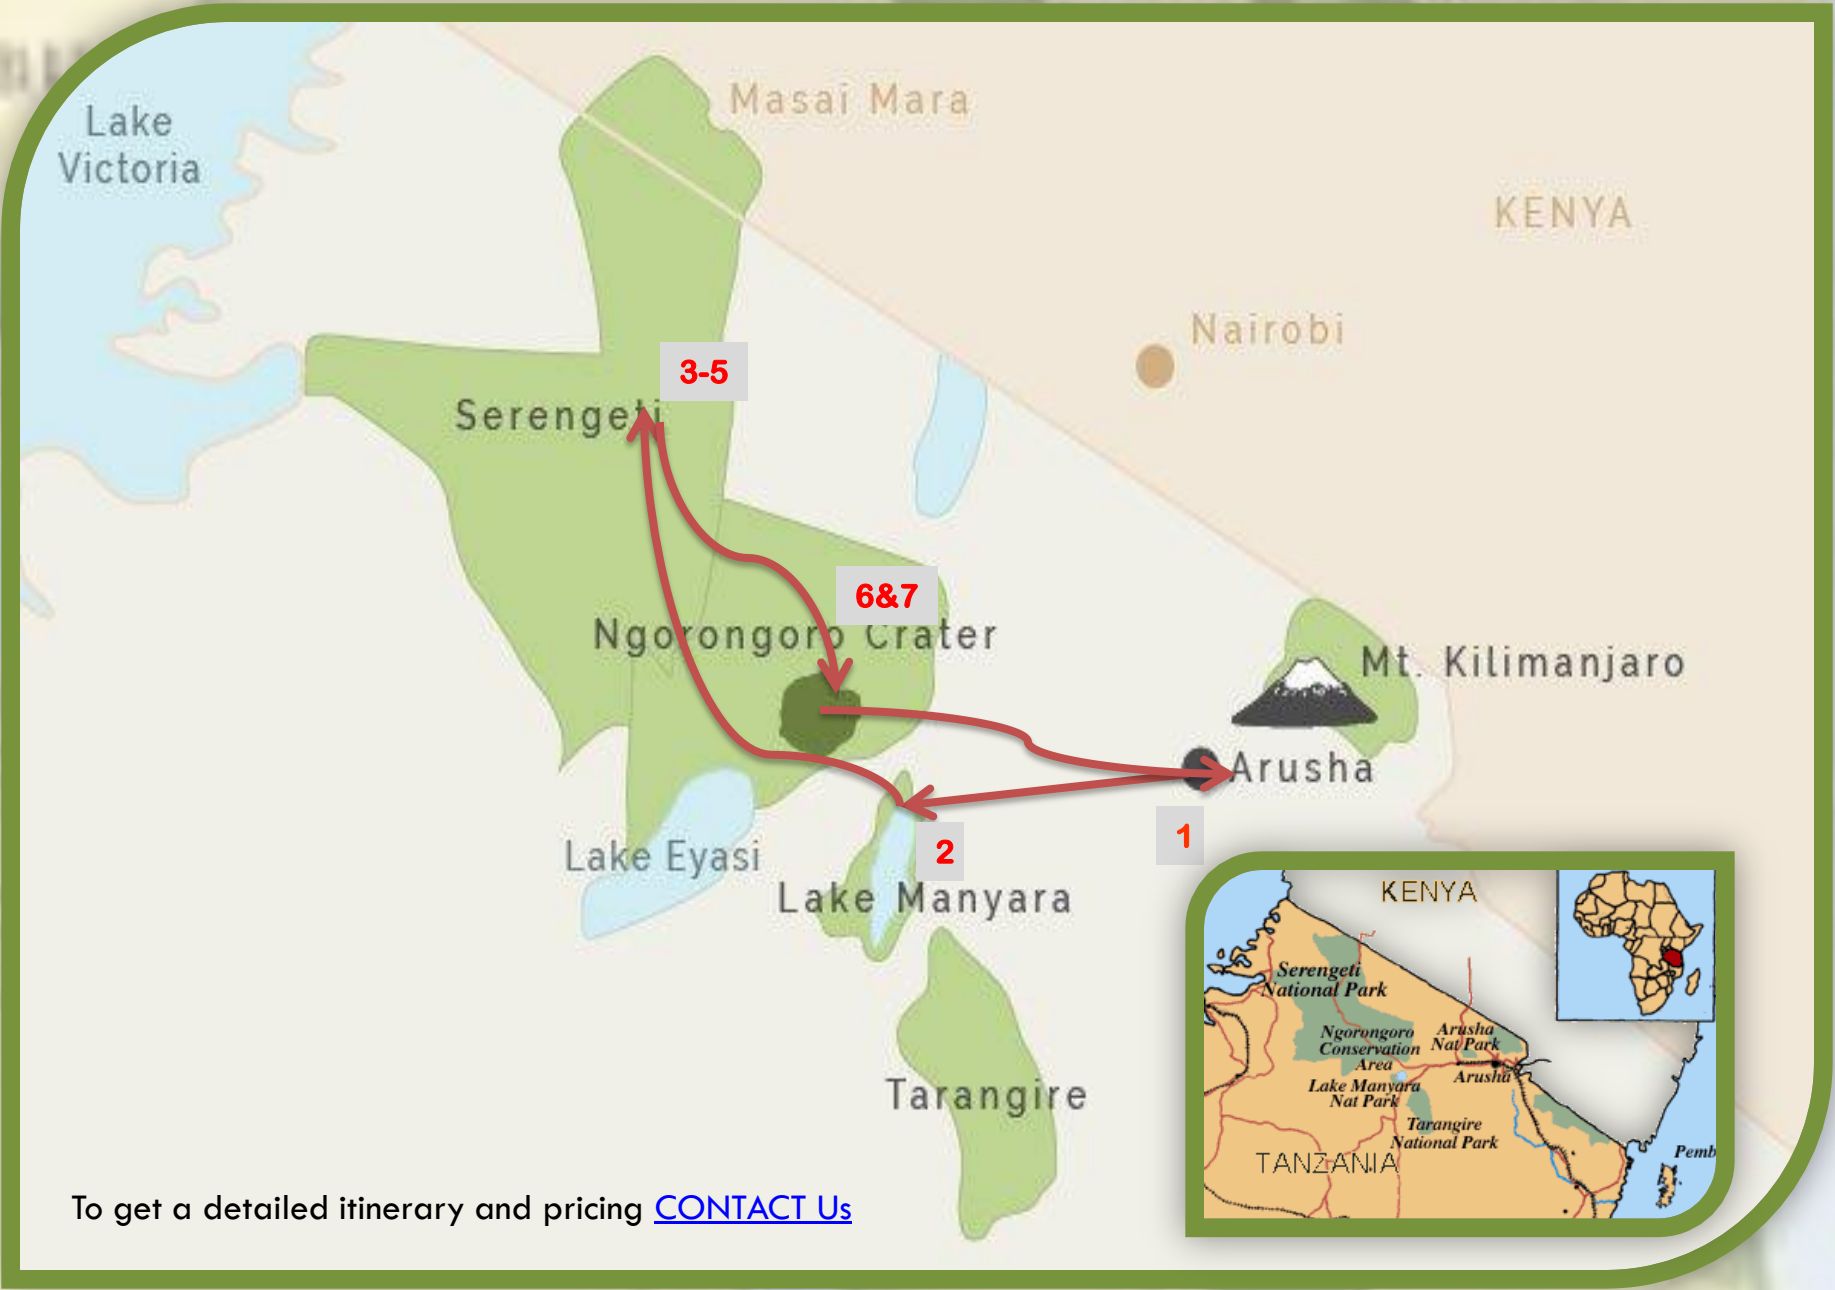 Lake
Victoria
Masai Mara
KENYA
Nairobi
3-5
Serengeti
6&7
Ngorongoro Crater
Mt. Kilimanjaro
Arusha
1
2
Lake Eyasi
Lake Manyara
Tarangire
KENYA
Serengeti
National Park
Ngorongoro
Conservation
Area
Arusha
Nat Park
Arusha
Lake Manyara
Nat Park
Tarangire
National Park
TANZANIA
Pemb
To get a detailed itinerary and pricing CONTACT Us